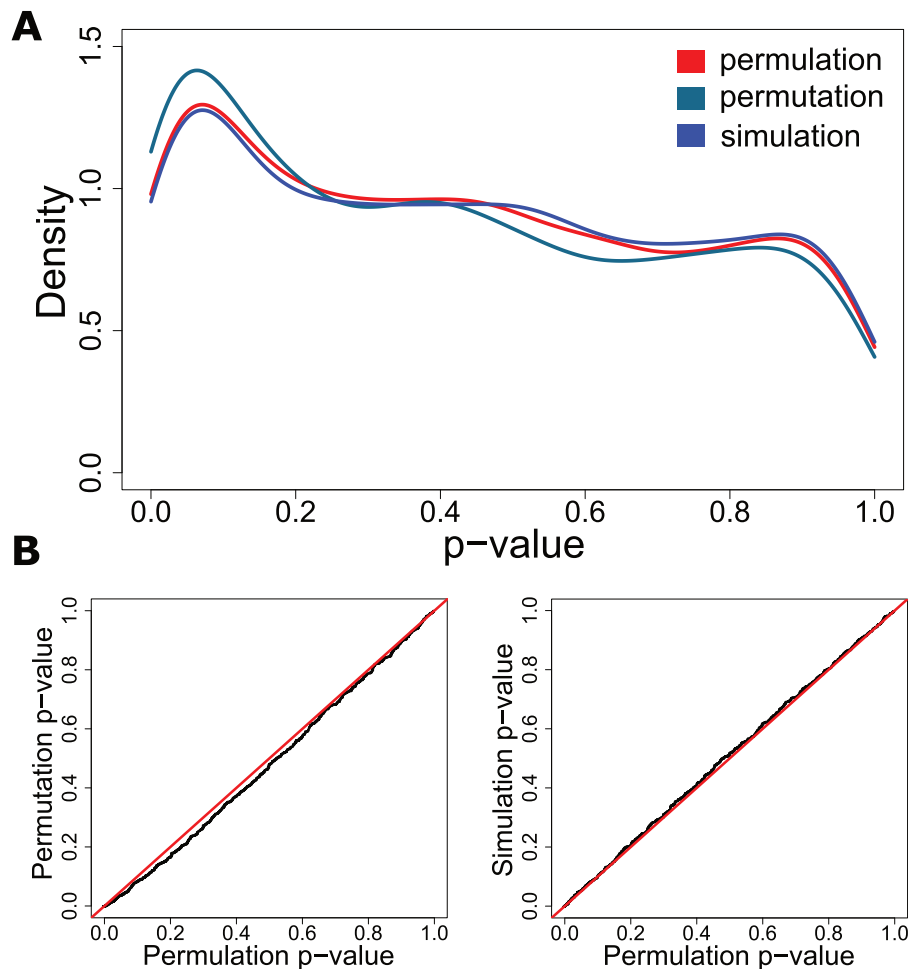 A
permulation
permutation
simulation
Density
1.5
1.0
0.5
0.0
0.0 0.2 0.4 0.6 0.8 1.0
p−value
B
Permutation p−value
1.0
0.8
0.6
0.4
0.2
0.0
0.0 0.2 0.4 0.6 0.8 1.0
Permulation p−value
Simulation p−value
1.0
0.8
0.6
0.4
0.2
0.0
0.0 0.2 0.4 0.6 0.8 1.0
Permulation p−value